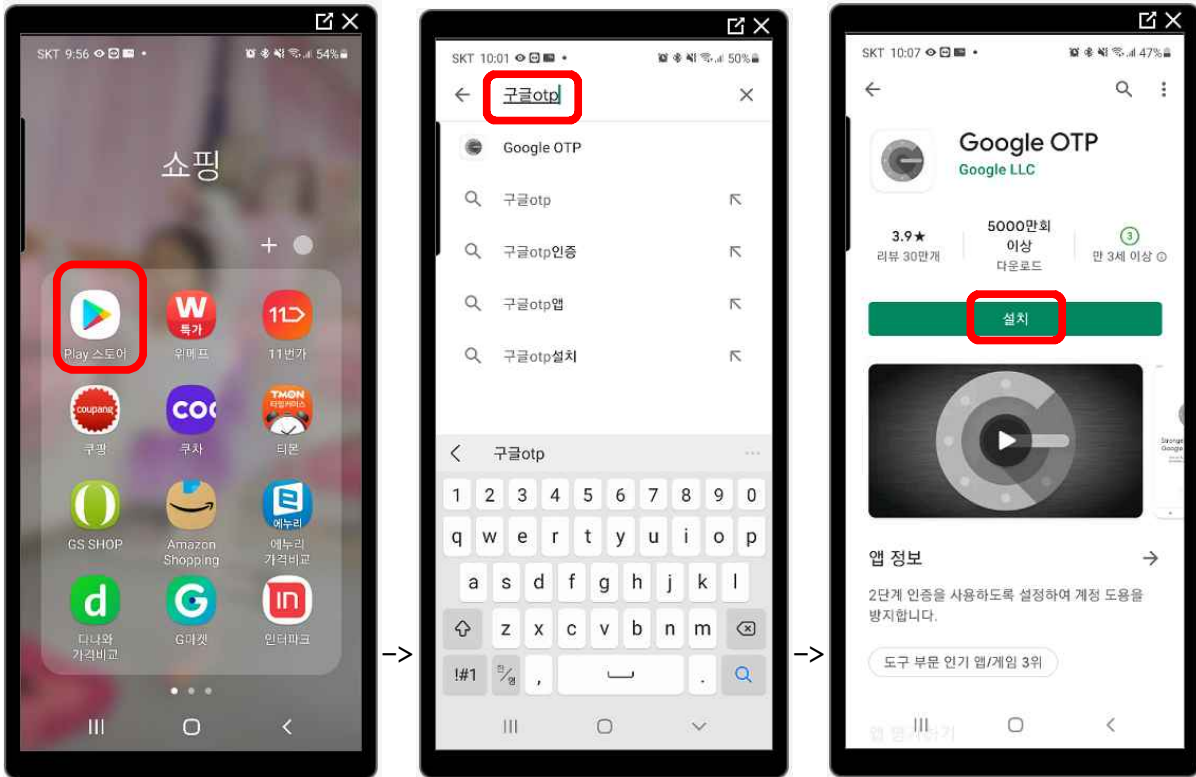 SKT 9:56
54%
쇼핑
+
W
특가
11
Play 스토어
위메프
11번가
coupang
coo
TMON
타임커머스
쿠팡
쿠차
티몬
에누리
GS SHOP
Amazon
Shopping
에누리
가격비교
d
G
IN
다나와
가격비교
G마켓
인터파크
->
SKT 10:01
50%
구글otp
Google OTP
구글otp
구글otp인증
구글otp앱
구글otp설치
구글otp
1 2 3 4 5 6 7 8 9 0
q w e r t y u i o p
a s d f g h j k l
z x c v b n m
!#1 한/영 , .
->
SKT 10:07
47%
Google OTP
Google LLC
3.9★
리뷰 30만개
5000만회
이상
다운로드
3
만 3세 이상
설치
앱 정보
2단계 인증을 사용하도록 설정하여 계정 도용을
방지합니다.
도구 부문 인기 앱/게임 3위